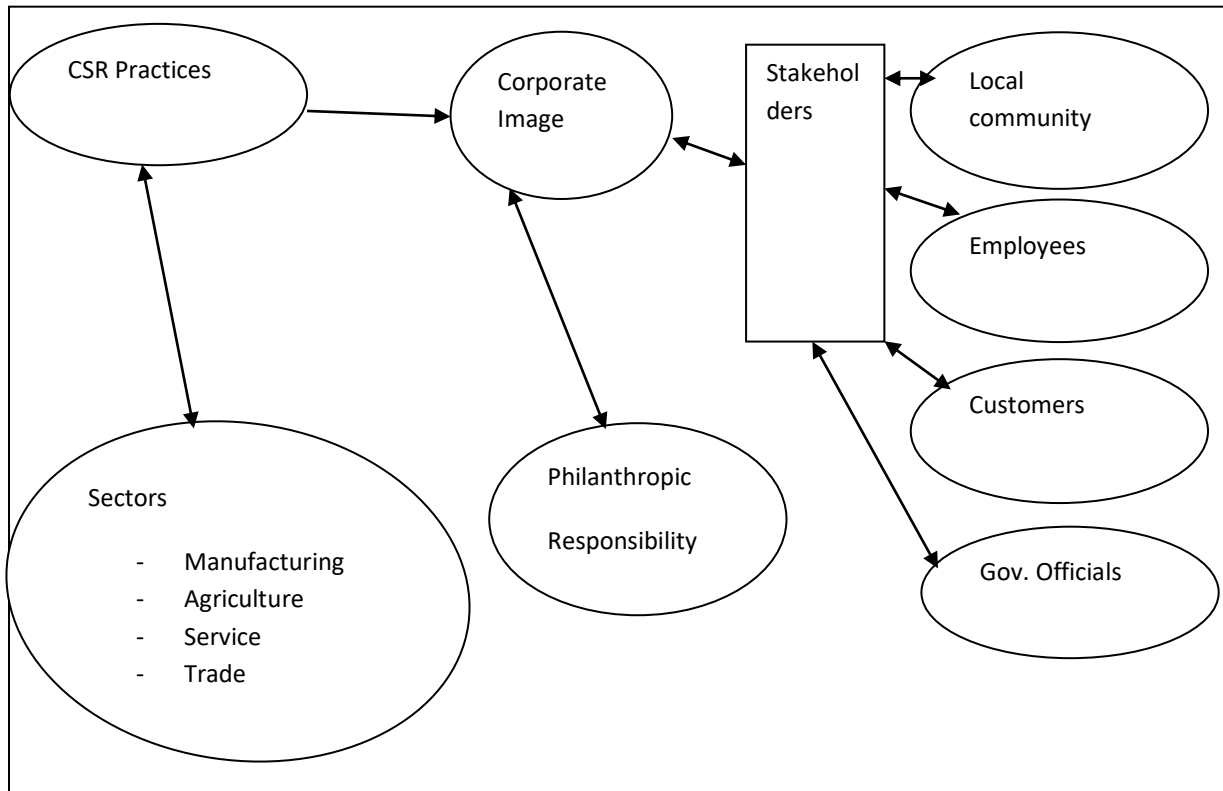 CSR Practices
Corporate
Image
Stakehol
ders
Local
community
Employees
Customers
Gov. Officials
Philanthropic
Responsibility
Sectors
- Manufacturing
- Agriculture
- Service
- Trade